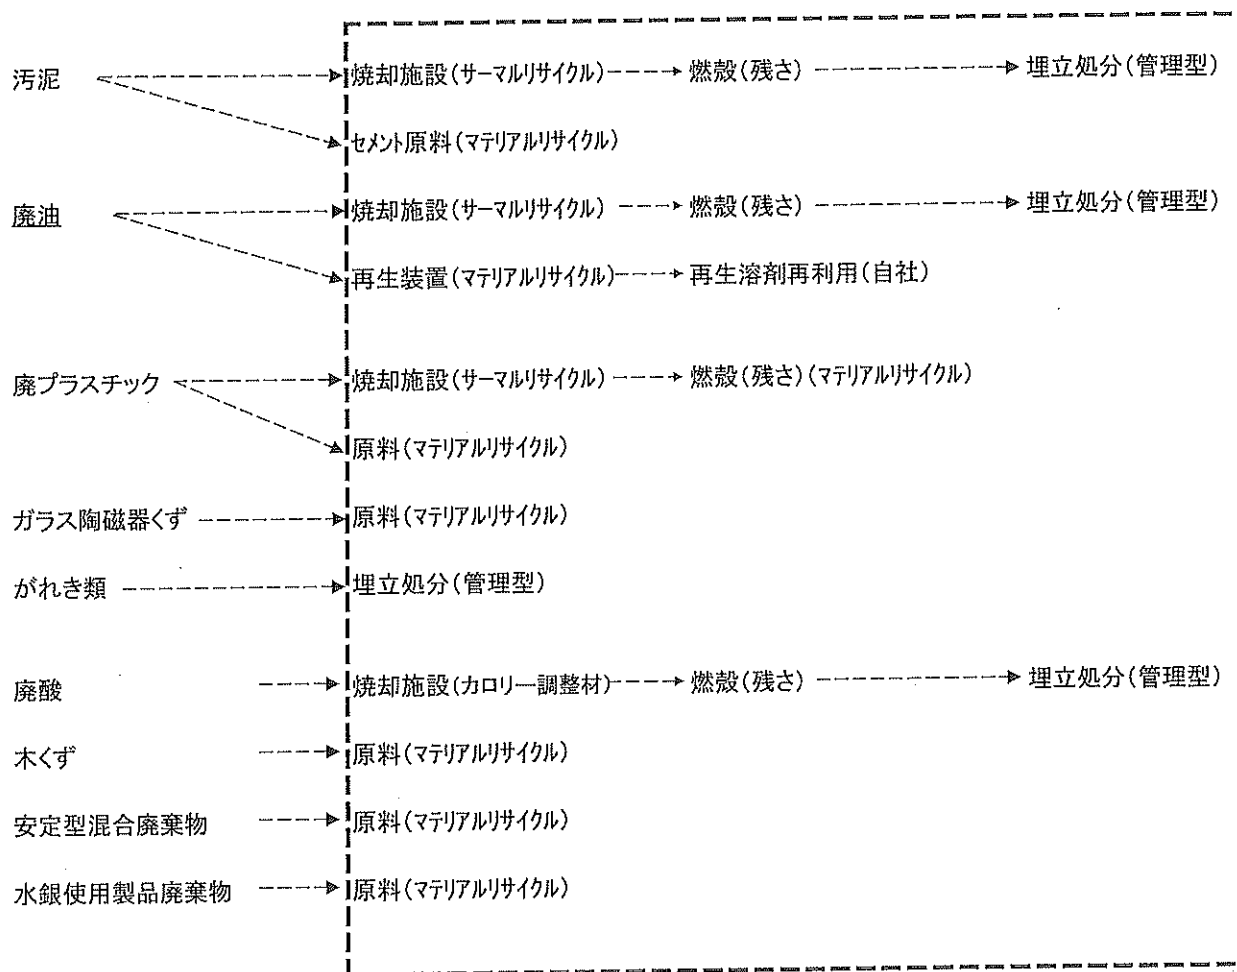 汚泥 焼却施設(サーマルリサイクル) 燃殻(残さ) 埋立処分(管理型)
セメント原料(マテリアルリサイクル)
廃油 焼却施設(サーマルリサイクル) 燃殻(残さ) 埋立処分(管理型)
再生装置(マテリアルリサイクル) 再生溶剤再利用(自社)
廃プラスチック 焼却施設(サーマルリサイクル) 燃殻(残さ)(マテリアルリサイクル)
原料(マテリアルリサイクル)
ガラス陶磁器くず 原料(マテリアルリサイクル)
がれき類 埋立処分(管理型)
廃酸 焼却施設(カロリー調整材) 燃殻(残さ) 埋立処分(管理型)
木くず 原料(マテリアルリサイクル)
安定型混合廃棄物 原料(マテリアルリサイクル)
水銀使用製品廃棄物 原料(マテリアルリサイクル)